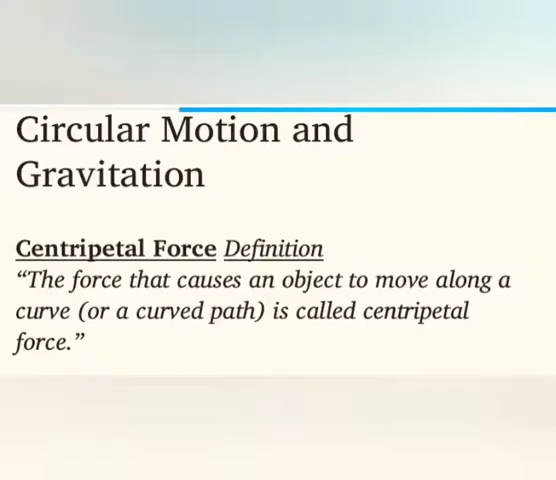 Circular Motion and
Gravitation
Centripetal Force Definition
“The force that causes an object to move along a
curve (or a curved path) is called centripetal
force.”